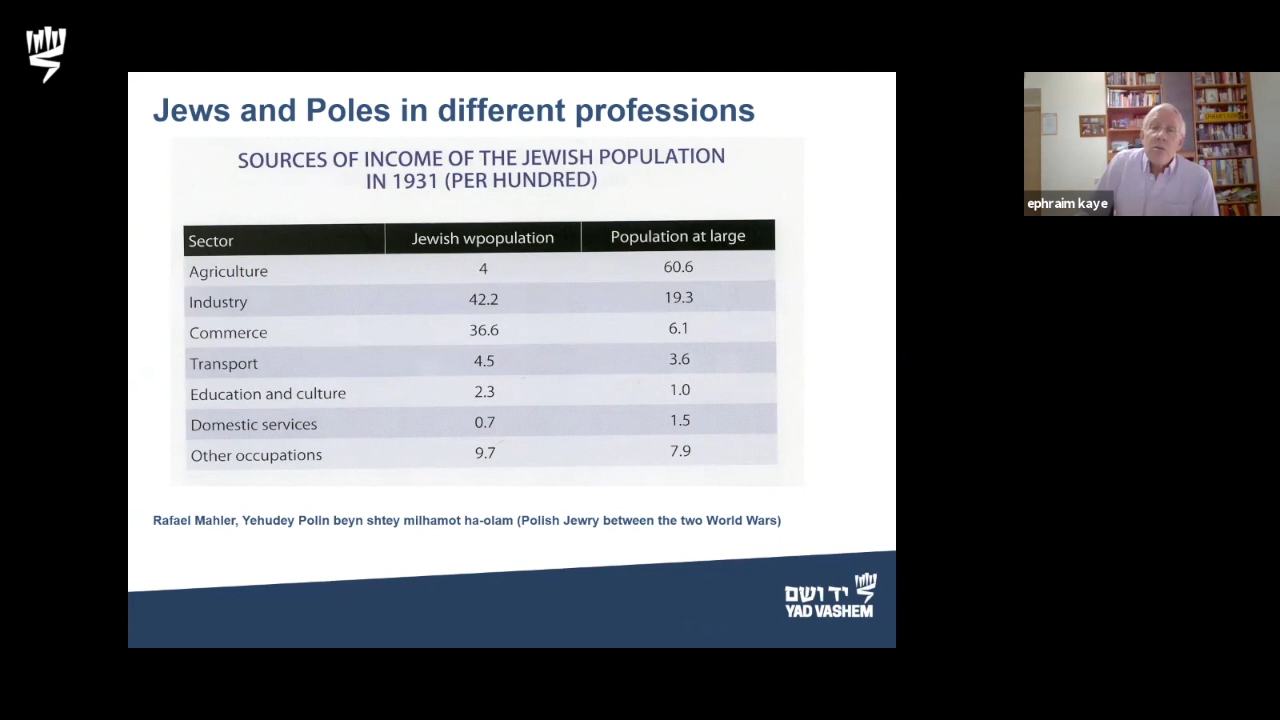 Jews and Poles in different professions
SOURCES OF INCOME OF THE JEWISH POPULATION
IN 1931 (PER HUNDRED)
Sector Jewish wpopulation Population at large
Agriculture 4 60.6
Industry 42.2 19.3
Commerce 36.6 6.1
Transport 4.5 3.6
Education and culture 2.3 1.0
Domestic services 0.7 1.5
Other occupations 9.7 7.9
Rafael Mahler, Yehudey Polin beyn shtey milhamot ha-olam (Polish Jewry between the two World Wars)
יד ושם
YAD VASHEM
ephraim kaye